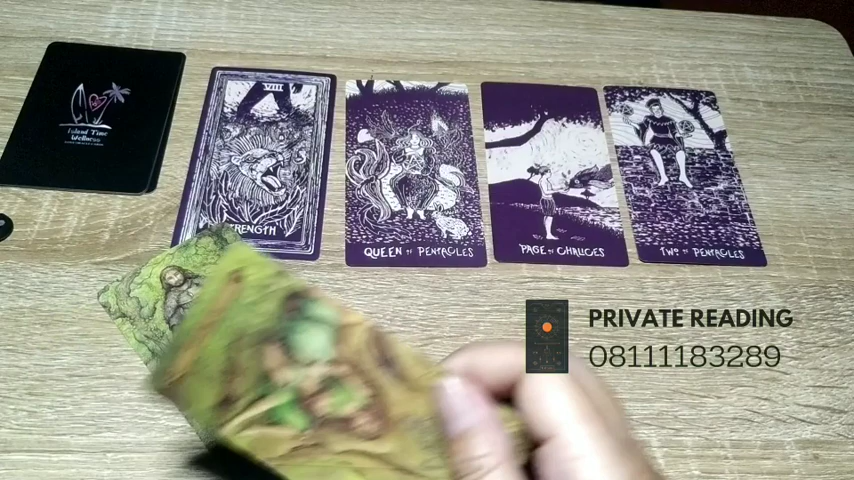 Island Time
Wellness
VIII
STRENGTH
QUEEN OF PENTACLES
PAGE OF CHALICES
TWO OF PENTACLES
PRIVATE READING
08111183289